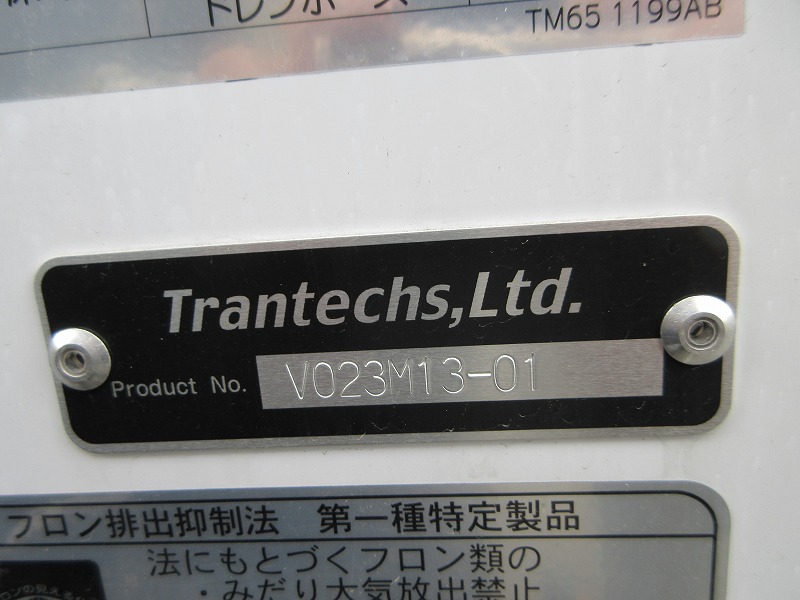 ドレンホース
TM65 1199AB
Trantechs,Ltd.
Product No. V023M13-01
フロン排出抑制法 第一種特定製品
法にもとづくフロン類の
・みだり大気放出禁止